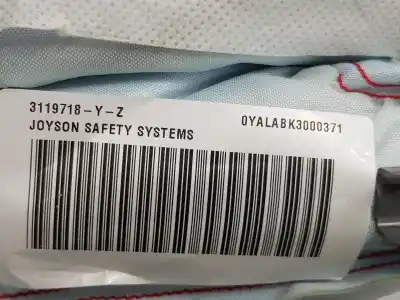 3119718-Y-Z
JOYSON SAFETY SYSTEMS 0YALABK3000371